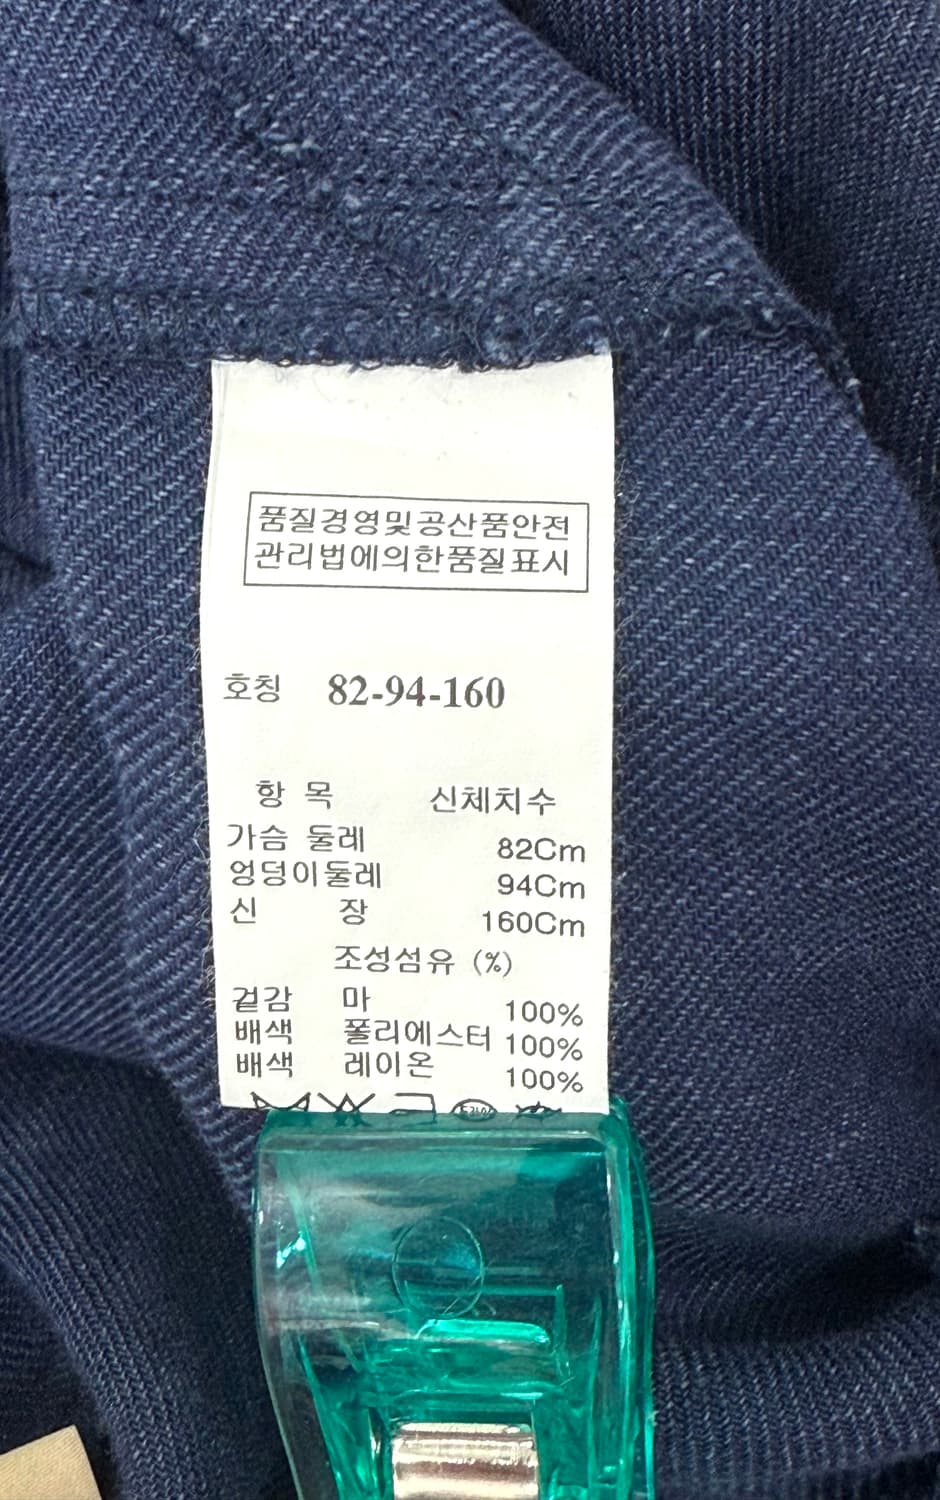 품질경영및공산품안전
관리법에의한품질표시
호칭 82-94-160
항 목 신체치수
가슴 둘레 82Cm
엉덩이둘레 94Cm
신 장 160Cm
조성섬유 (%)
겉감 마 100%
배색 폴리에스터 100%
배색 레이온 100%